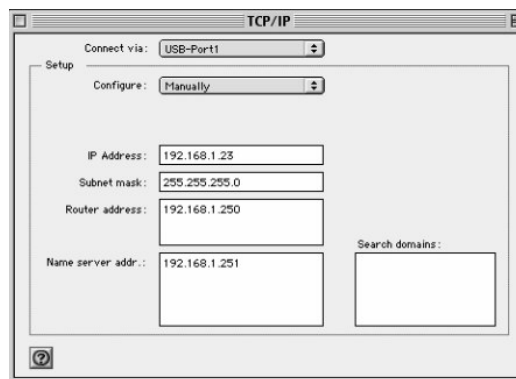 TCP/IP
Connect via: USB-Port1
Setup
Configure: Manually
IP Address: 192.168.1.23
Subnet mask: 255.255.255.0
Router address: 192.168.1.250
Search domains:
Name server addr.: 192.168.1.251
?